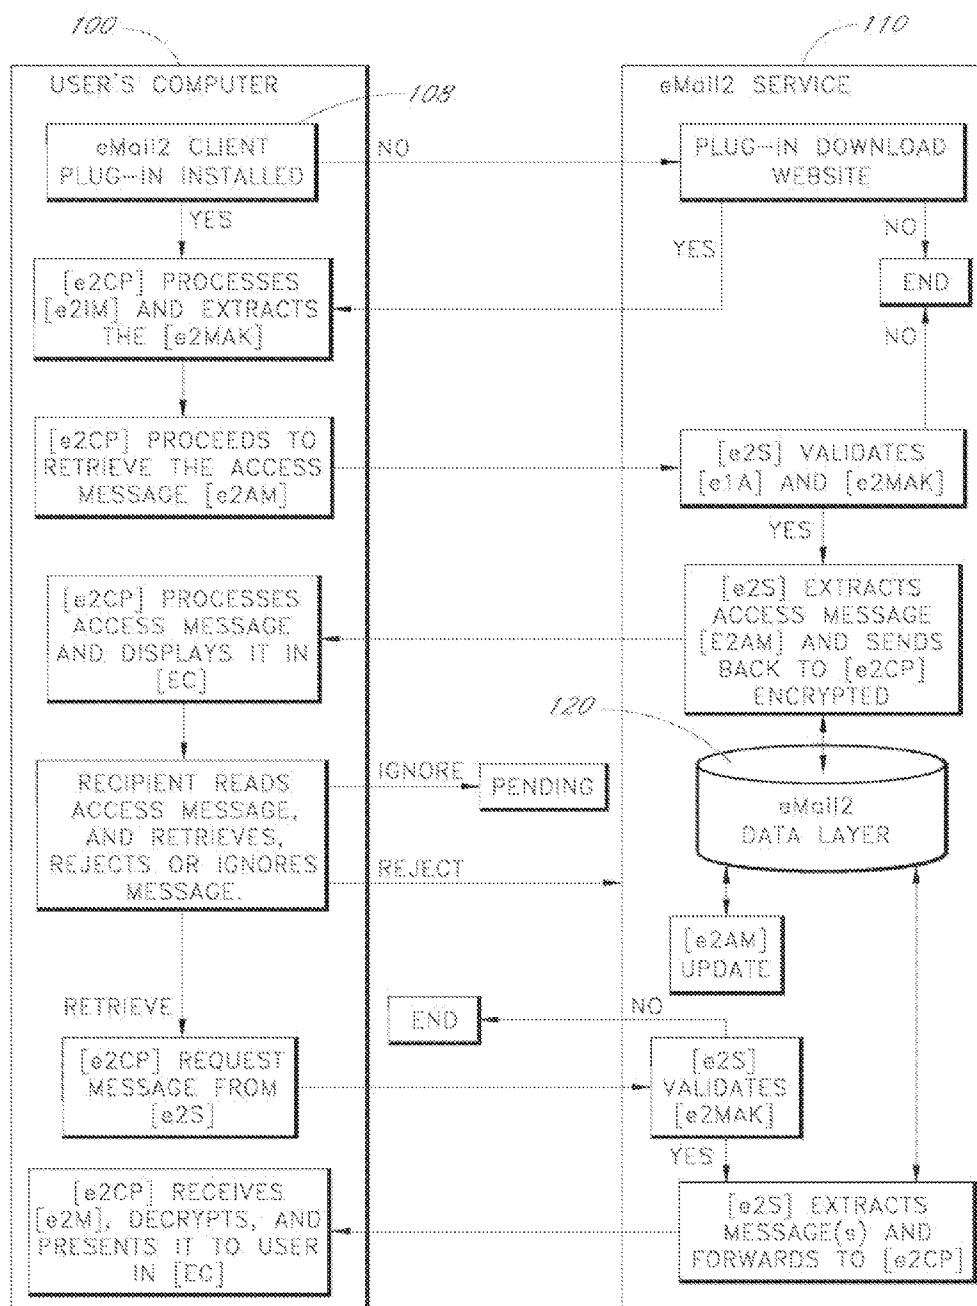 100
110
USER'S COMPUTER
108
eMail2 CLIENT
PLUG-IN INSTALLED
NO
eMail2 SERVICE
PLUG-IN DOWNLOAD
WEBSITE
YES
YES
NO
END
[e2CP] PROCESSES
[e2IM] AND EXTRACTS
THE [e2MAK]
NO
[e2CP] PROCEEDS TO
RETRIEVE THE ACCESS
MESSAGE [e2AM]
[e2S] VALIDATES
[e1A] AND [e2MAK]
YES
[e2CP] PROCESSES
ACCESS MESSAGE
AND DISPLAYS IT IN
[EC]
[e2S] EXTRACTS
ACCESS MESSAGE
[E2AM] AND SENDS
BACK TO [e2CP]
ENCRYPTED
120
RECIPIENT READS
ACCESS MESSAGE,
AND RETRIEVES,
REJECTS OR IGNORES
MESSAGE.
IGNORE
PENDING
REJECT
eMail2
DATA LAYER
[e2AM]
UPDATE
RETRIEVE
END
NO
[e2CP] REQUEST
MESSAGE FROM
[e2S]
[e2S]
VALIDATES
[e2MAK]
YES
[e2CP] RECEIVES
[e2M], DECRYPTS, AND
PRESENTS IT TO USER
IN [EC]
[e2S] EXTRACTS
MESSAGE(s) AND
FORWARDS TO [e2CP]